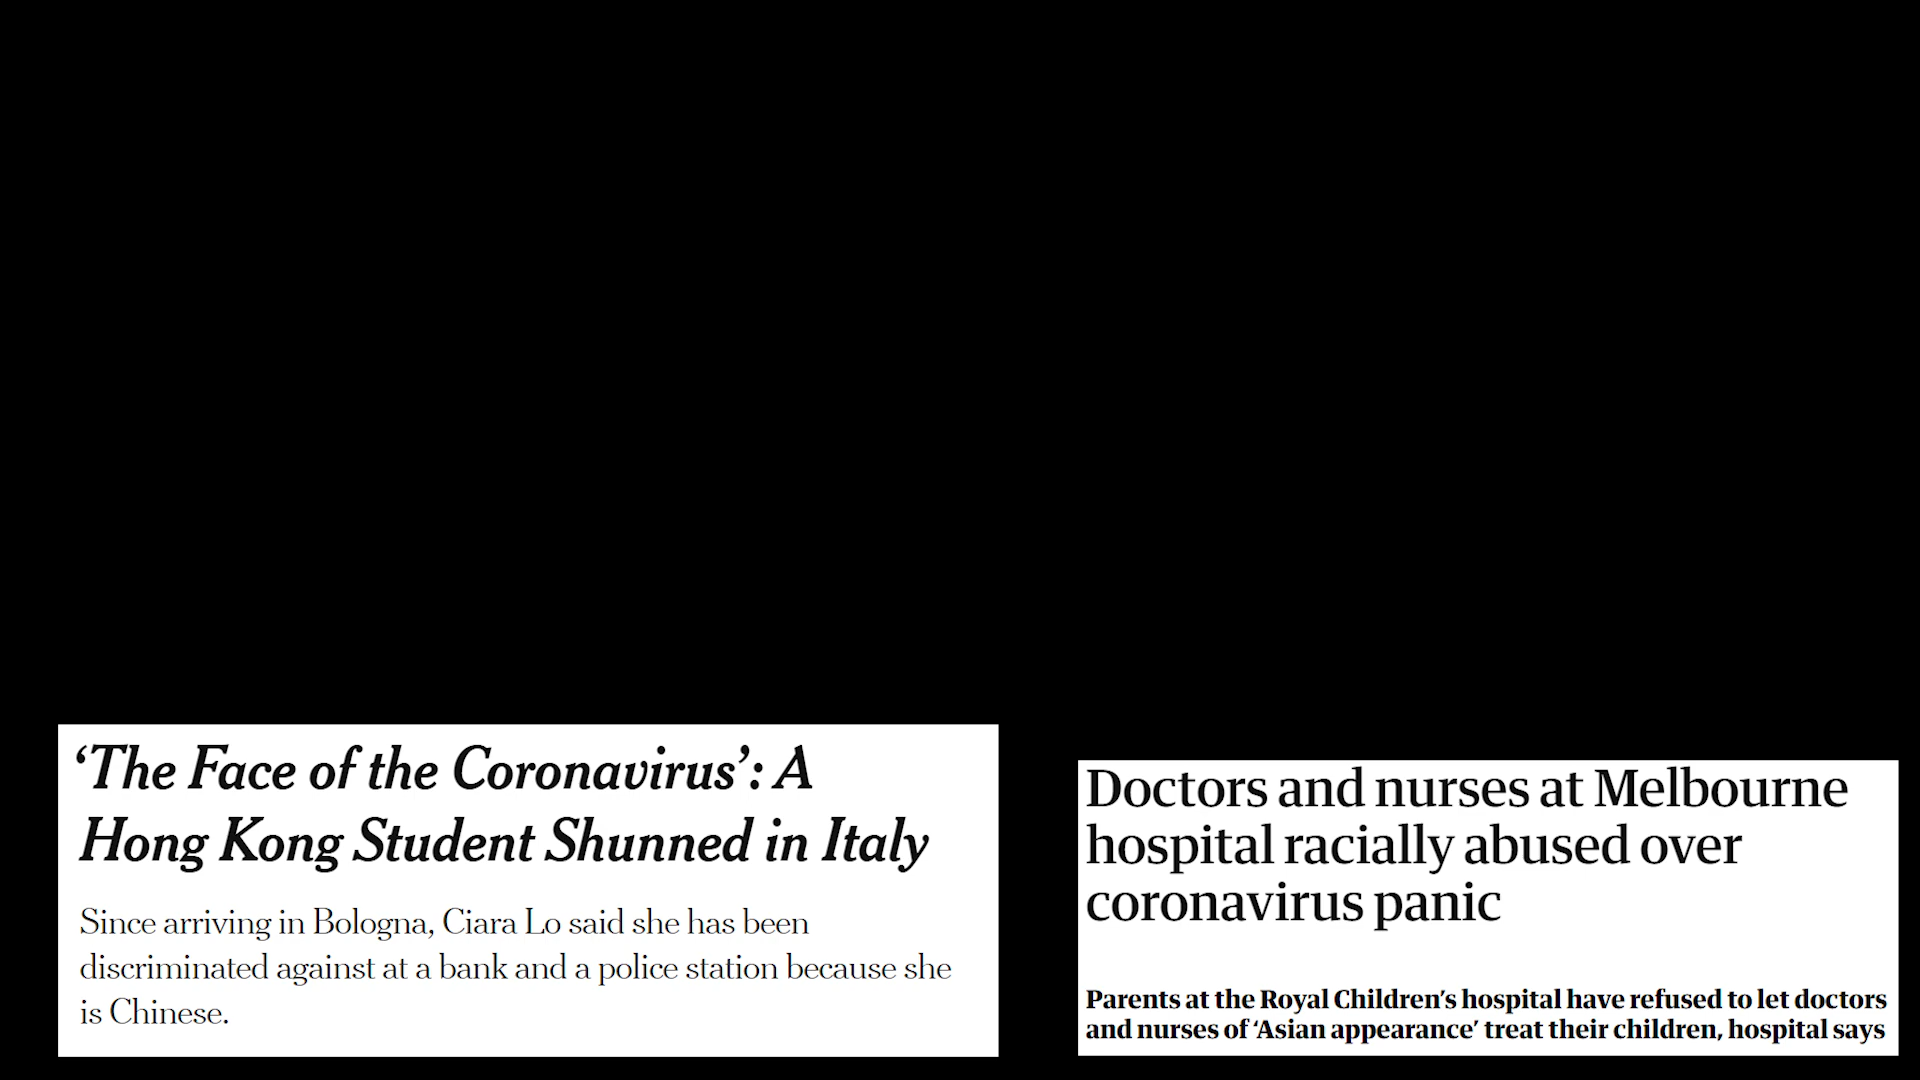 ‘The Face of the Coronavirus’: A
Hong Kong Student Shunned in Italy
Since arriving in Bologna, Ciara Lo said she has been
discriminated against at a bank and a police station because she
is Chinese.
Doctors and nurses at Melbourne
hospital racially abused over
coronavirus panic
Parents at the Royal Children’s hospital have refused to let doctors
and nurses of ‘Asian appearance’ treat their children, hospital says